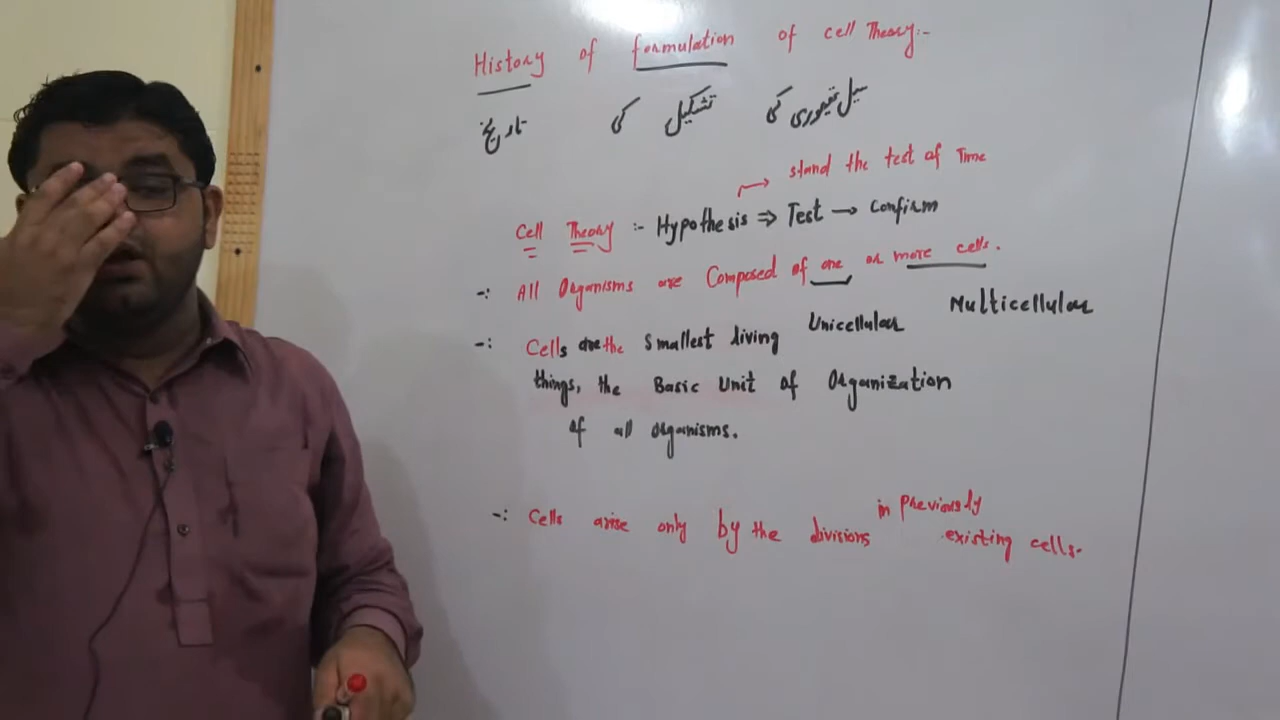 History of formulation of cell Theory:-
سیل تھیوری کی تشکیل کی تاریخ
stand the test of Time
Cell Theory :- Hypothesis ⇒ Test → Confirm
-: All Organisms are Composed of one or more cells.
Unicellular Multicellular
-: Cells are the Smallest living
things, the Basic Unit of Organization
of all Organisms.
-: Cells arise only by the divisions in Previously
existing cells.